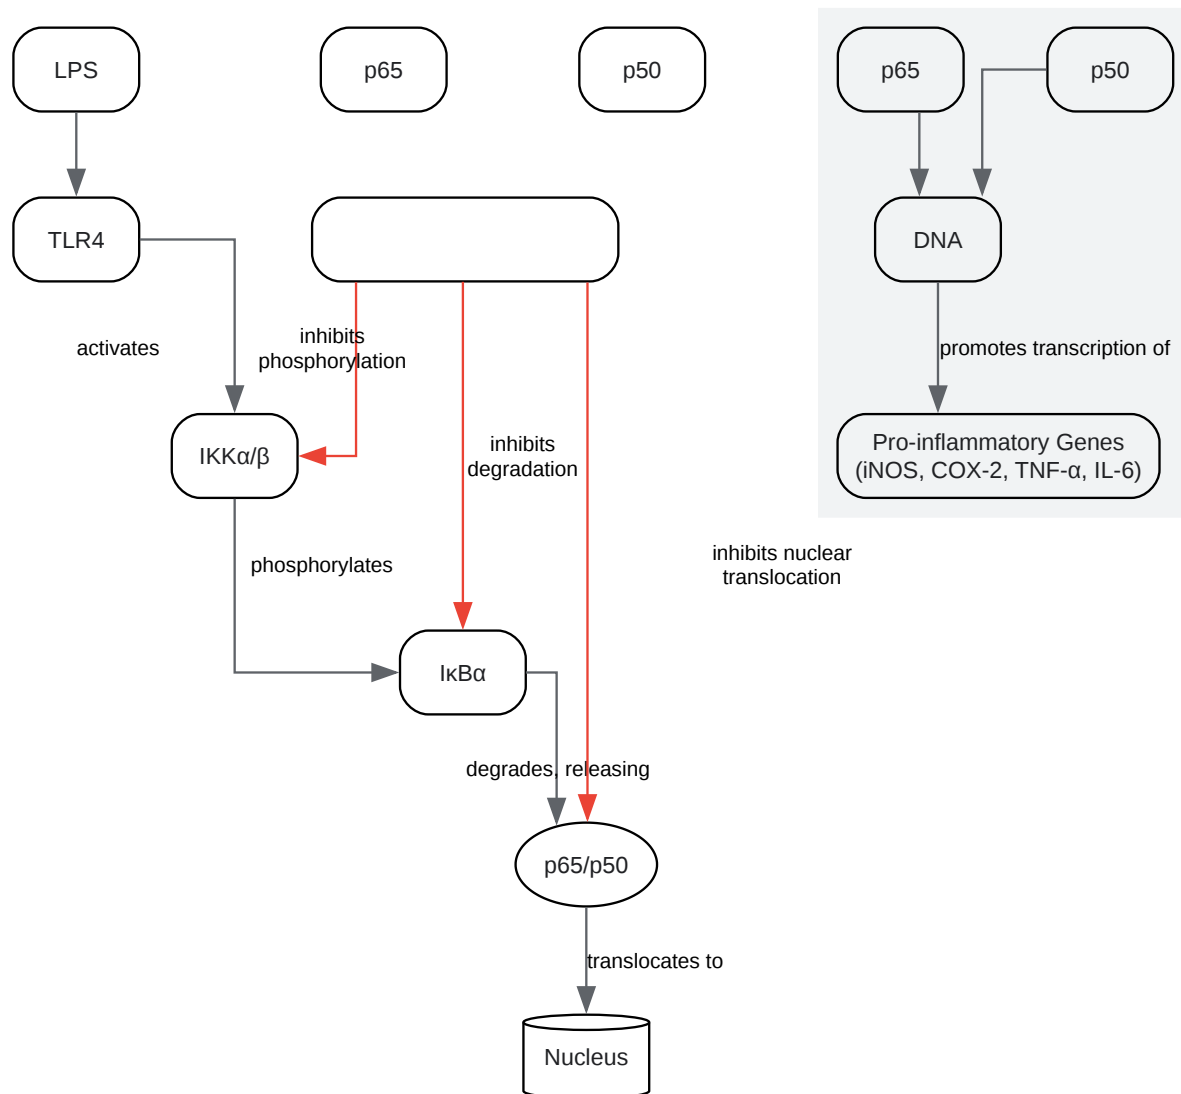 LPS
p65
p50
p65
p50
TLR4
DNA
activates
inhibits
phosphorylation
promotes transcription of
IKKα/β
inhibits
degradation
Pro-inflammatory Genes
(iNOS, COX-2, TNF-α, IL-6)
phosphorylates
inhibits nuclear
translocation
IκBα
degrades, releasing
p65/p50
translocates to
Nucleus